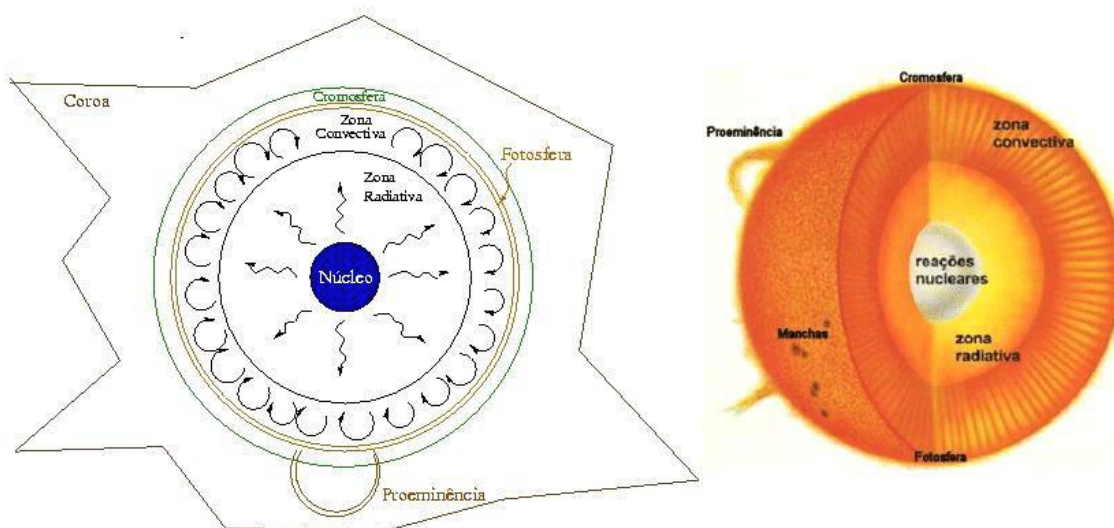 Coroa
Cromosfera
Zona
Convectiva
Fotosfera
Zona
Radiativa
Núcleo
Proeminência
Cromosfera
Proeminência
zona
convectiva
reações
nucleares
Manchas
zona
radiativa
Fotosfera